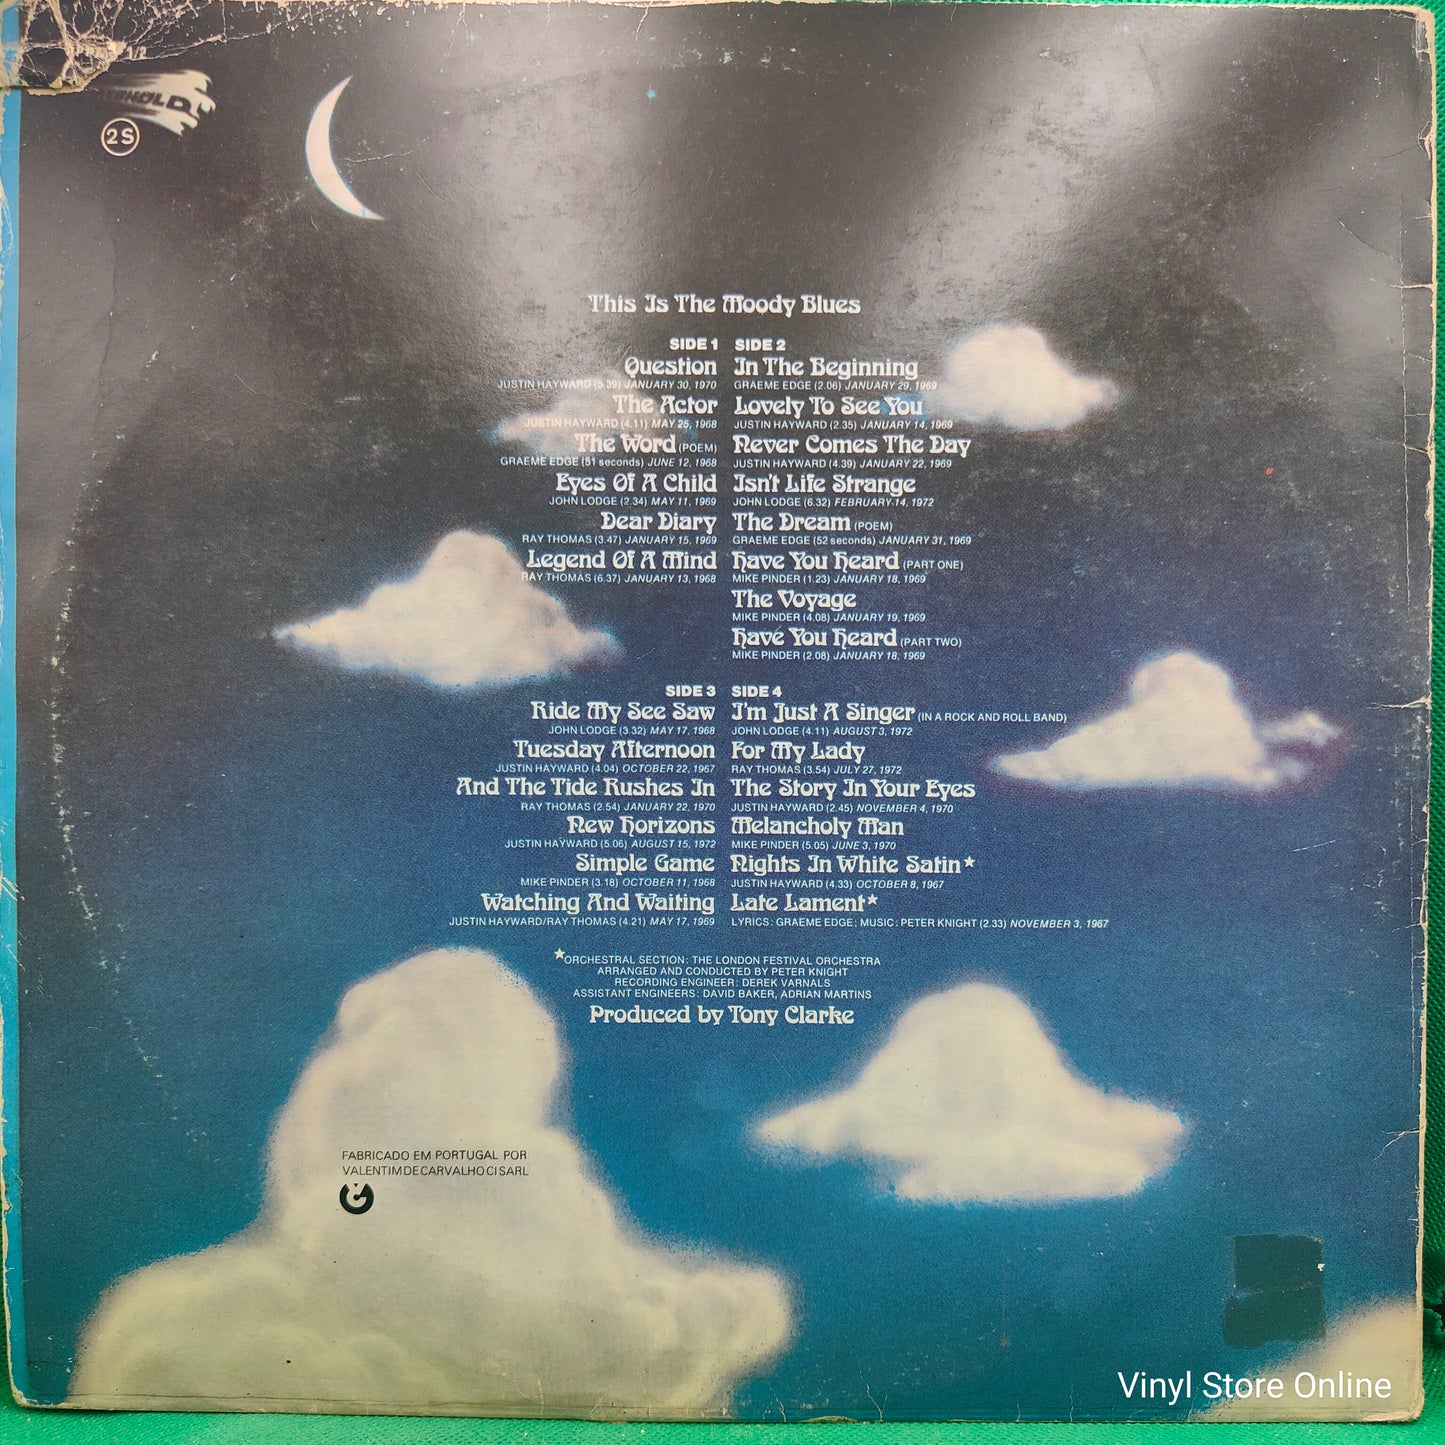 1/2
2S
This Is The Moody Blues
SIDE 1
Question
JUSTIN HAYWARD (5.39) JANUARY 30, 1970
The Actor
JUSTIN HAYWARD (4.11) MAY 25, 1968
The Word (POEM)
GRAEME EDGE (51 seconds) JUNE 12, 1968
Eyes Of A Child
JOHN LODGE (2.34) MAY 11, 1969
Dear Diary
RAY THOMAS (3.47) JANUARY 15, 1969
Legend Of A Mind
RAY THOMAS (6.37) JANUARY 13, 1968
SIDE 2
In The Beginning
GRAEME EDGE (2.06) JANUARY 29, 1969
Lovely To See You
JUSTIN HAYWARD (2.35) JANUARY 14, 1969
Never Comes The Day
JUSTIN HAYWARD (4.39) JANUARY 22, 1969
Isn't Life Strange
JOHN LODGE (6.32) FEBRUARY 14, 1972
The Dream (POEM)
GRAEME EDGE (52 seconds) JANUARY 31, 1969
Have You Heard (PART ONE)
MIKE PINDER (1.23) JANUARY 18, 1969
The Voyage
MIKE PINDER (4.08) JANUARY 19, 1969
Have You Heard (PART TWO)
MIKE PINDER (2.08) JANUARY 18, 1969
SIDE 3
Ride My See Saw
JOHN LODGE (3.32) MAY 17, 1968
Tuesday Afternoon
JUSTIN HAYWARD (4.04) OCTOBER 22, 1967
And The Tide Rushes In
RAY THOMAS (2.54) JANUARY 22, 1970
New Horizons
JUSTIN HAYWARD (5.06) AUGUST 15, 1972
Simple Game
MIKE PINDER (3.18) OCTOBER 11, 1968
Watching And Waiting
JUSTIN HAYWARD/RAY THOMAS (4.21) MAY 17, 1969
SIDE 4
I'm Just A Singer (IN A ROCK AND ROLL BAND)
JOHN LODGE (4.11) AUGUST 3, 1972
For My Lady
RAY THOMAS (3.54) JULY 27, 1972
The Story In Your Eyes
JUSTIN HAYWARD (2.45) NOVEMBER 4, 1970
Melancholy Man
MIKE PINDER (5.05) JUNE 3, 1970
Nights In White Satin★
JUSTIN HAYWARD (4.33) OCTOBER 8, 1967
Late Lament★
LYRICS: GRAEME EDGE; MUSIC: PETER KNIGHT (2.33) NOVEMBER 3, 1967
★ORCHESTRAL SECTION: THE LONDON FESTIVAL ORCHESTRA
ARRANGED AND CONDUCTED BY PETER KNIGHT
RECORDING ENGINEER: DEREK VARNALS
ASSISTANT ENGINEERS: DAVID BAKER, ADRIAN MARTINS
Produced by Tony Clarke
FABRICADO EM PORTUGAL POR
VALENTIM DE CARVALHO CI SARL
Vinyl Store Online